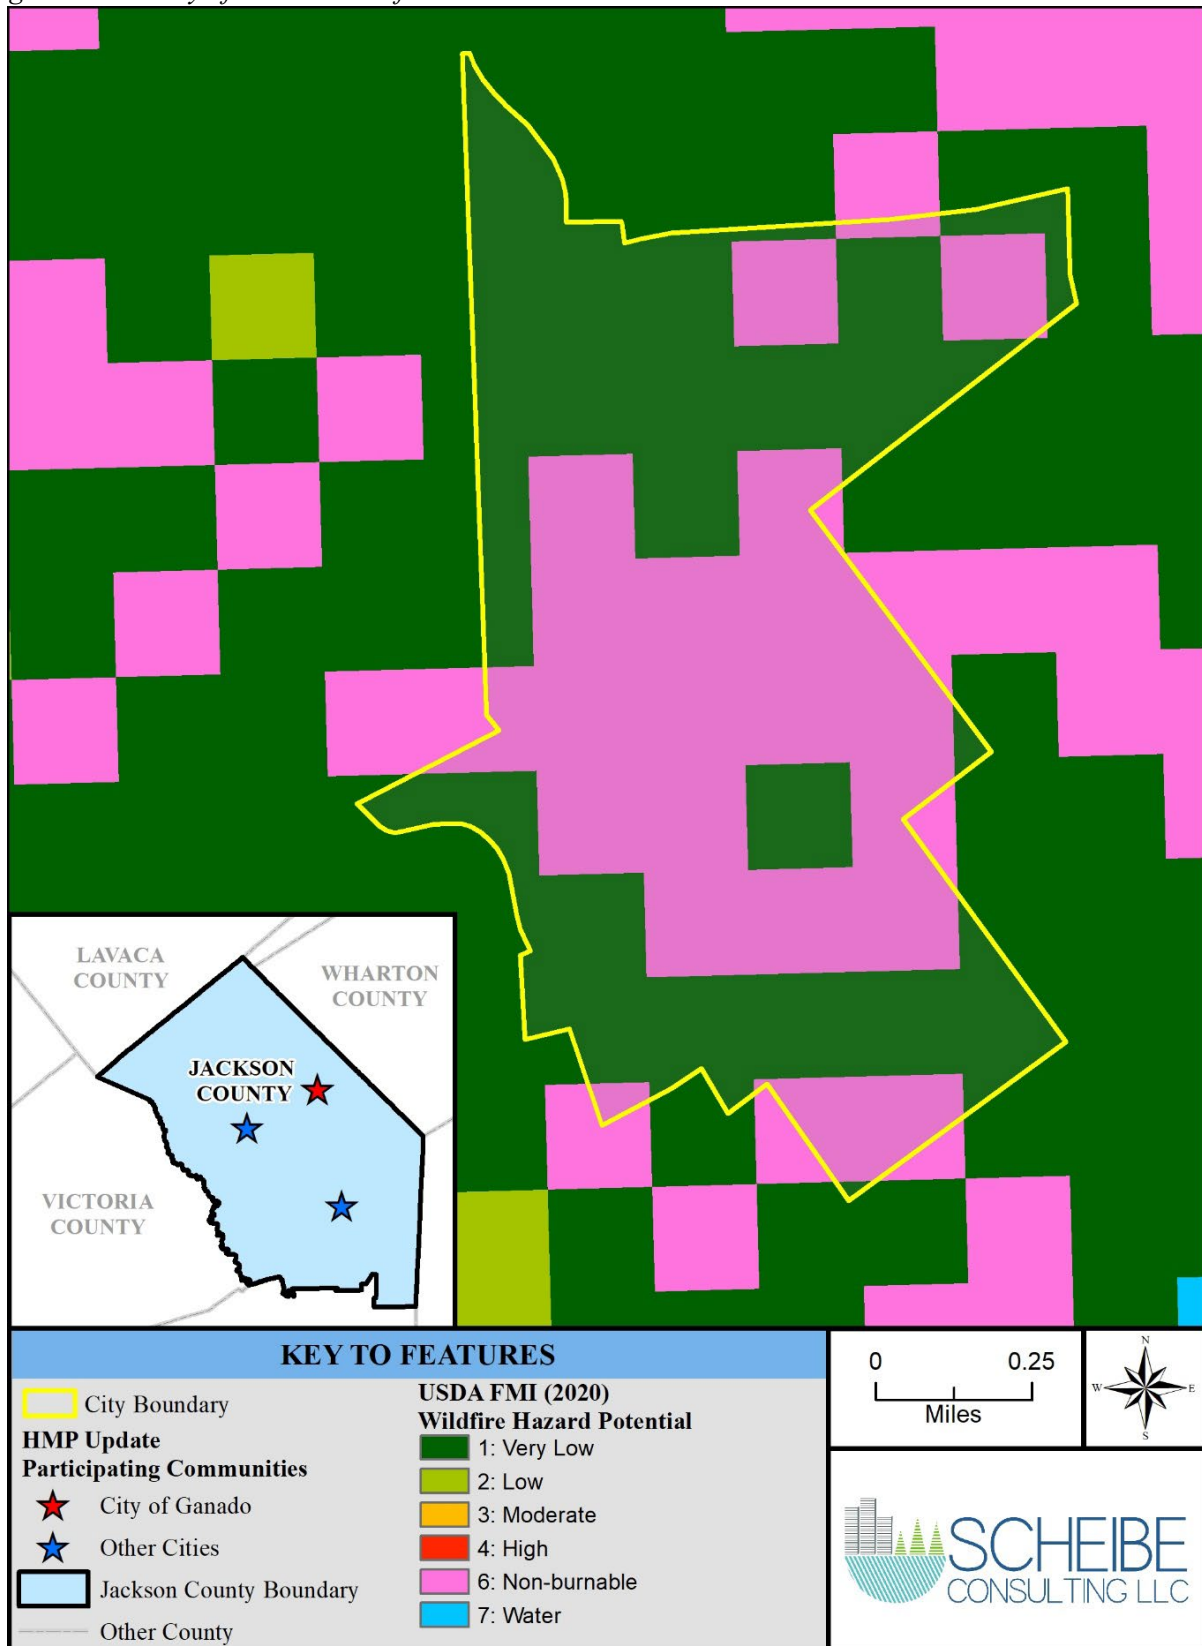 LAVACA
COUNTY
WHARTON
COUNTY
JACKSON
COUNTY
VICTORIA
COUNTY
KEY TO FEATURES
City Boundary
HMP Update
Participating Communities
City of Ganado
Other Cities
Jackson County Boundary
Other County
USDA FMI (2020)
Wildfire Hazard Potential
1: Very Low
2: Low
3: Moderate
4: High
6: Non-burnable
7: Water
0 0.25
Miles
N
W E
S
SCHEIBE
CONSULTING LLC